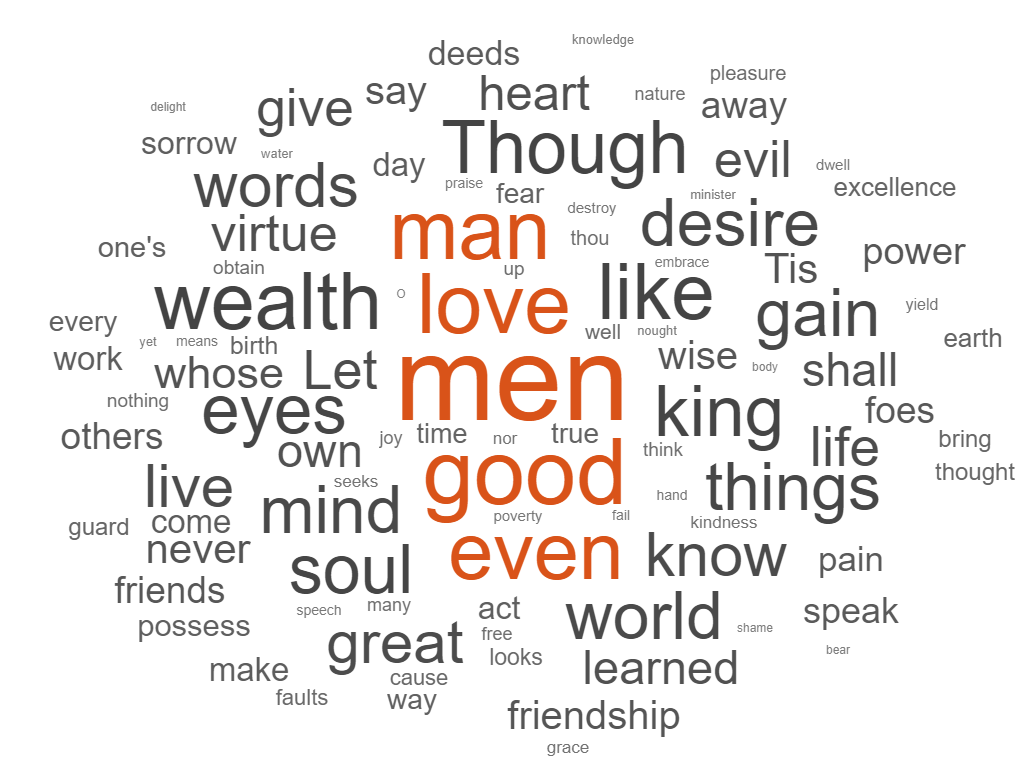 knowledge
deeds
pleasure
say heart nature away
delight give
sorrow water day Though evil
praise dwell
words fear minister excellence
man destroy desire
one's virtue thou power
obtain up embrace Tis
wealth O love like gain yield
every well nought earth
work yet means birth wise
whose Let men body shall
nothing eyes king foes
others joy time nor true life bring
own think
live seeks good things thought
guard come mind poverty fail hand kindness
never even know pain
friends soul
speech many act world speak
possess free shame
great looks bear
make cause learned
faults way
friendship
grace